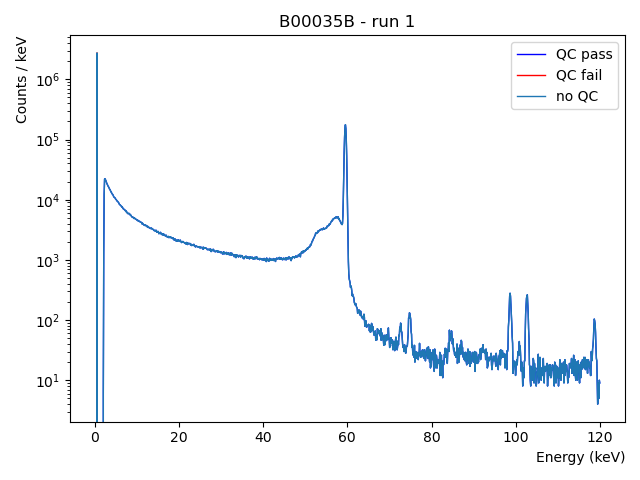 B00035B - run 1
Counts / keV
10⁶
10⁵
10⁴
10³
10²
10¹
QC pass
QC fail
no QC
0 20 40 60 80 100 120
Energy (keV)